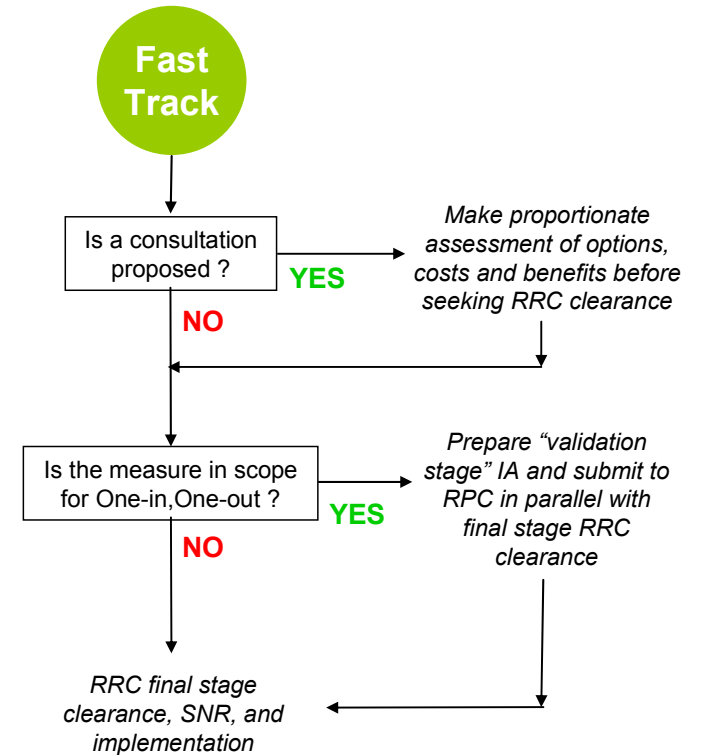 Fast
Track
Is a consultation
proposed ?
YES
NO
Make proportionate
assessment of options,
costs and benefits before
seeking RRC clearance
Is the measure in scope
for One-in,One-out ?
YES
NO
Prepare “validation
stage” IA and submit to
RPC in parallel with
final stage RRC
clearance
RRC final stage
clearance, SNR, and
implementation